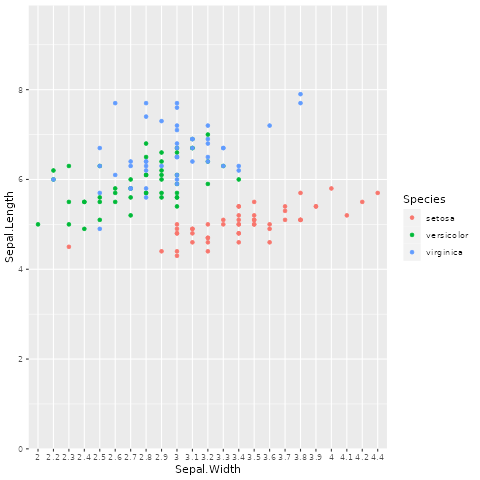 8
6
4
2
0
Sepal.Length
2 2.2 2.3 2.4 2.5 2.6 2.7 2.8 2.9 3 3.1 3.2 3.3 3.4 3.5 3.6 3.7 3.8 3.9 4 4.1 4.2 4.4
Sepal.Width
Species
setosa
versicolor
virginica